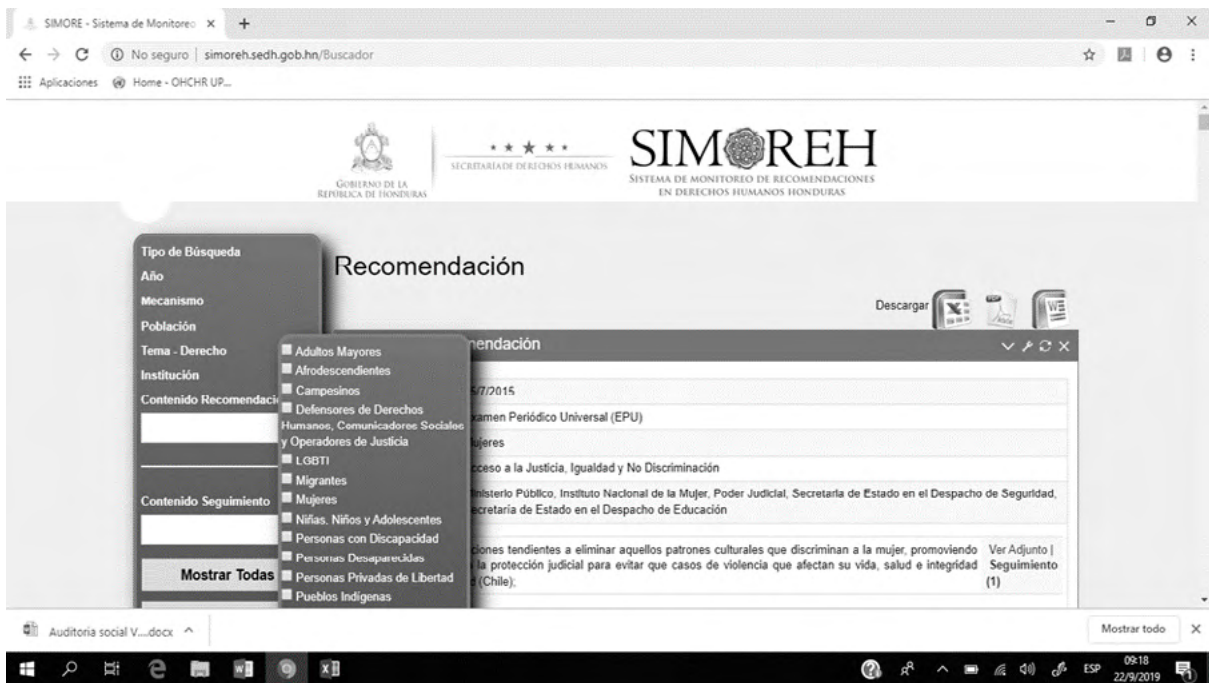 SIMORE - Sistema de Monitoreo
No seguro | simoreh.sedh.gob.hn/Buscador
Aplicaciones Home - OHCHR UP...
GOBIERNO DE LA
REPÚBLICA DE HONDURAS
SECRETARÍA DE DERECHOS HUMANOS
SIMOREH
SISTEMA DE MONITOREO DE RECOMENDACIONES
EN DERECHOS HUMANOS HONDURAS
Tipo de Búsqueda
Año
Mecanismo
Población
Tema - Derecho
Institución
Contenido Recomendaci
Contenido Seguimiento
Mostrar Todas
Adultos Mayores
Afrodescendientes
Campesinos
Defensores de Derechos
Humanos, Comunicadores Sociales
y Operadores de Justicia
LGBTI
Migrantes
Mujeres
Niñas, Niños y Adolescentes
Personas con Discapacidad
Personas Desaparecidas
Personas Privadas de Libertad
Pueblos Indígenas
Recomendación
Descargar
mendación
/7/2015
xamen Periódico Universal (EPU)
ujeres
cceso a la Justicia, Igualdad y No Discriminación
inisterio Público, Instituto Nacional de la Mujer, Poder Judicial, Secretaria de Estado en el Despacho de Seguridad,
ecretaría de Estado en el Despacho de Educación
ciones tendientes a eliminar aquellos patrones culturales que discriminan a la mujer, promoviendo
la protección judicial para evitar que casos de violencia que afectan su vida, salud e integridad
(Chile);
Ver Adjunto |
Seguimiento
(1)
Auditoria social V....docx
Mostrar todo
ESP
09:18
22/9/2019